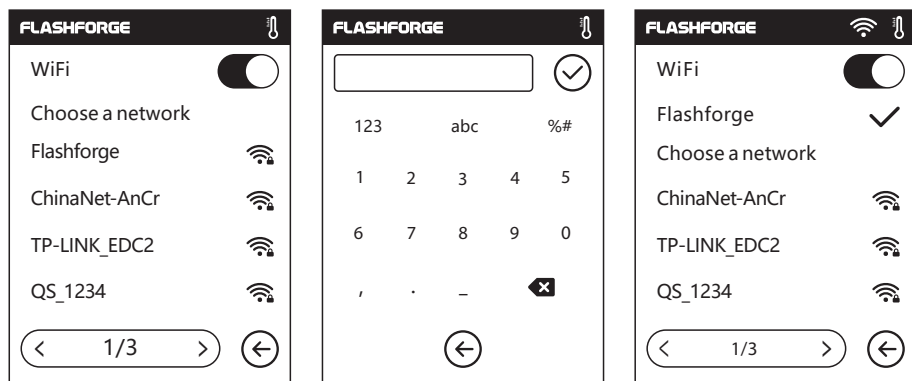 FLASHFORGE
WiFi
Choose a network
Flashforge
ChinaNet-AnCr
TP-LINK_EDC2
QS_1234
< 1/3 >
FLASHFORGE
123 abc %#
1 2 3 4 5
6 7 8 9 0
, . _
FLASHFORGE
WiFi
Flashforge
Choose a network
ChinaNet-AnCr
TP-LINK_EDC2
QS_1234
< 1/3 >